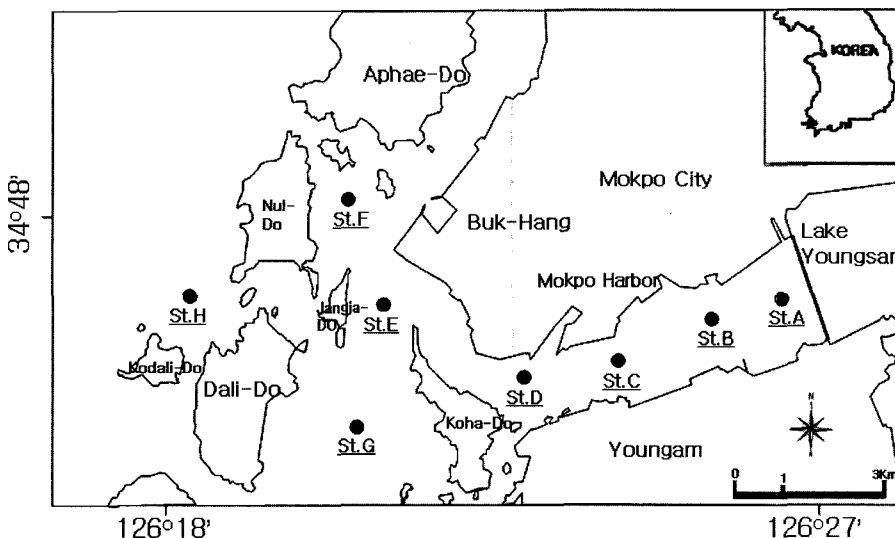 Aphae-Do
KOREA
34°48'
Nul-
Do
St.F
Mokpo City
Buk-Hang
Lake
Youngsan
Mokpo Harbor
St.H
Jangja-
Do
St.E
St.B
St.A
Kodali-Do
Dali-Do
St.C
St.D
Koha-Do
St.G
Youngam
N
0 1 3Km
126°18'
126°27'